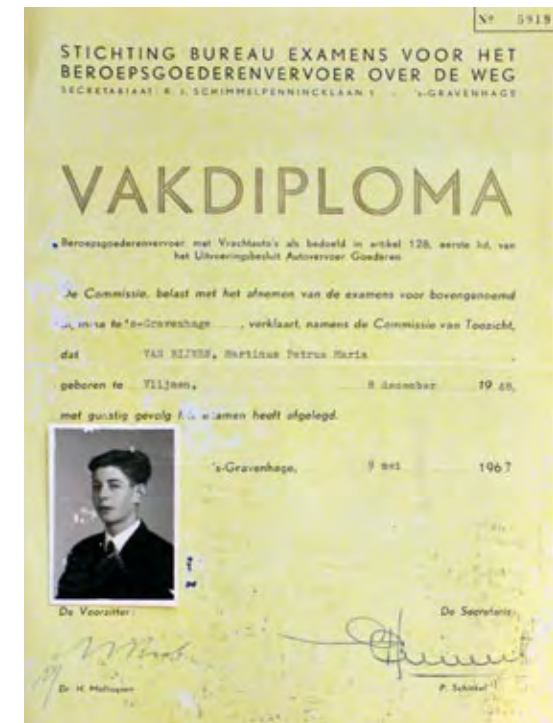 Nº 5919
STICHTING BUREAU EXAMENS VOOR HET
BEROEPSGOEDERENVERVOER OVER DE WEG
SECRETARIAAT: R. J. SCHIMMELPENNINCKLAAN 1 - 's-GRAVENHAGE
VAKDIPLOMA
Beroepsgoederenvervoer met Vrachtauto's als bedoeld in artikel 128, eerste lid, van
het Uitvoeringsbesluit Autovervoer Goederen
De Commissie, belast met het afnemen van de examens voor bovengenoemd
te 's-Gravenhage, verklaart, namens de Commissie van Toezicht,
dat VAN Martinus Petrus Maria
geboren te Vlijmen, 8 december 19
met gunstig gevolg examen heeft afgelegd.
's-Gravenhage, 9 mei 1967
De Voorzitter: De Secretaris:
Dr. H. P. Schinkel